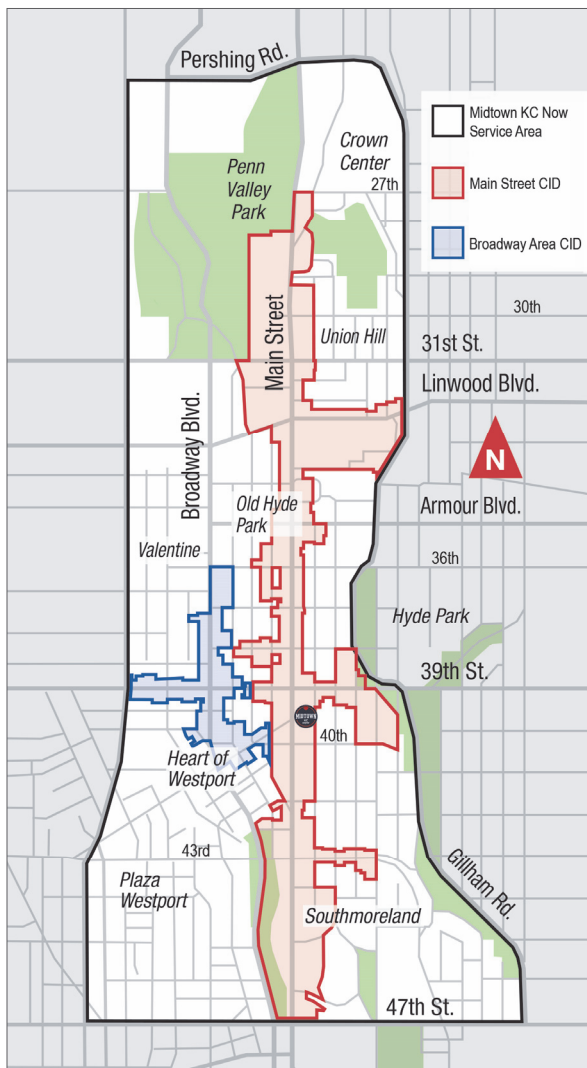 Pershing Rd.
Midtown KC Now
Service Area
Main Street CID
Broadway Area CID
Crown
Center
Penn
Valley
Park
27th
30th
Union Hill
Main Street
31st St.
Linwood Blvd.
Broadway Blvd.
N
Old Hyde
Park
Armour Blvd.
Valentine
36th
Hyde Park
39th St.
MIDTOWN
40th
Heart of
Westport
43rd
Plaza
Westport
Gillham Rd.
Southmoreland
47th St.